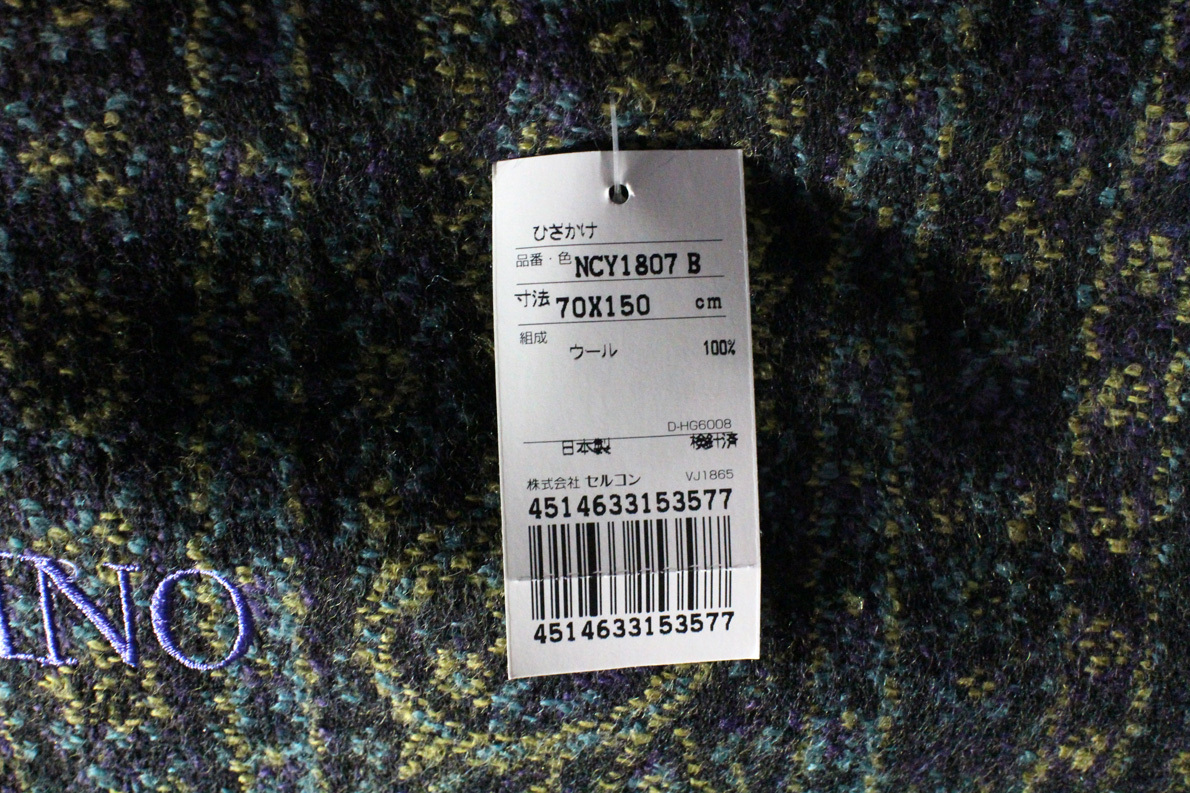 ひざかけ
品番・色 NCY1807 B
寸法 70X150 cm
組成
ウール 100%
D-HG6008
日本製 検針済
株式会社 セルコン VJ1865
4514633153577
4514633153577
INO